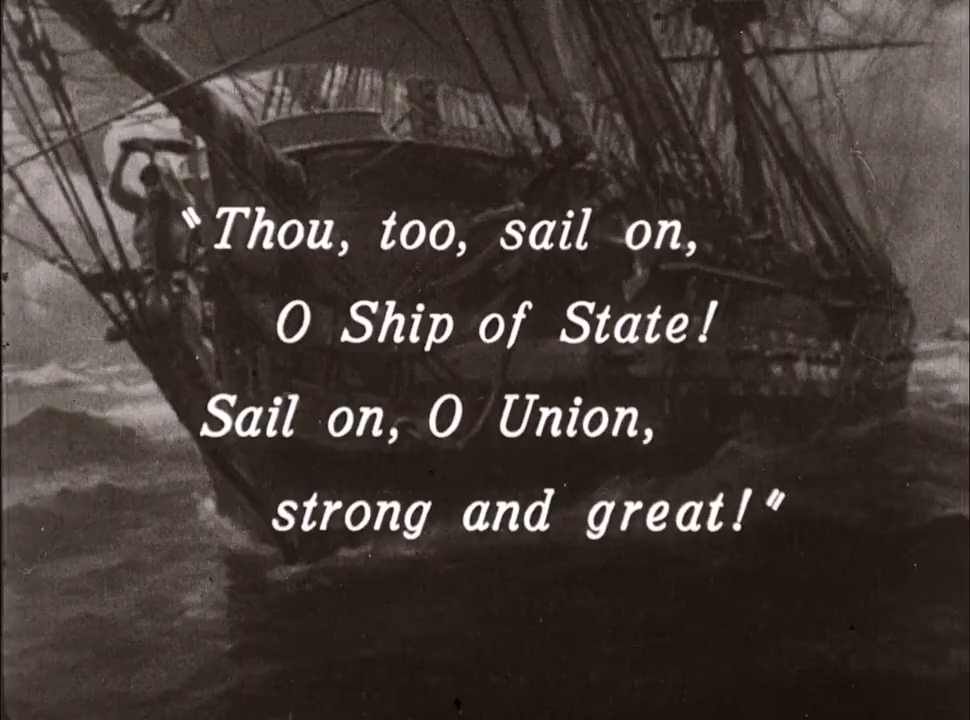 "Thou, too, sail on,
O Ship of State!
Sail on, O Union,
strong and great!"